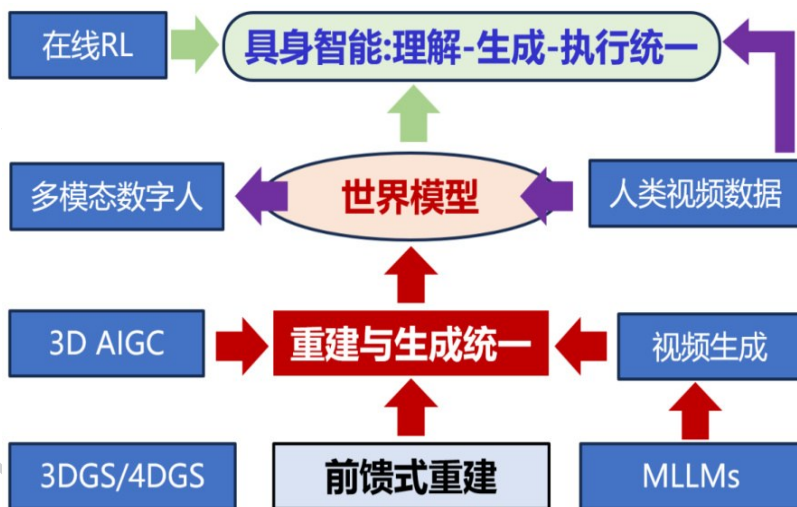 在线RL
具身智能:理解-生成-执行统一
多模态数字人
世界模型
人类视频数据
3D AIGC
重建与生成统一
视频生成
3DGS/4DGS
前馈式重建
MLLMs